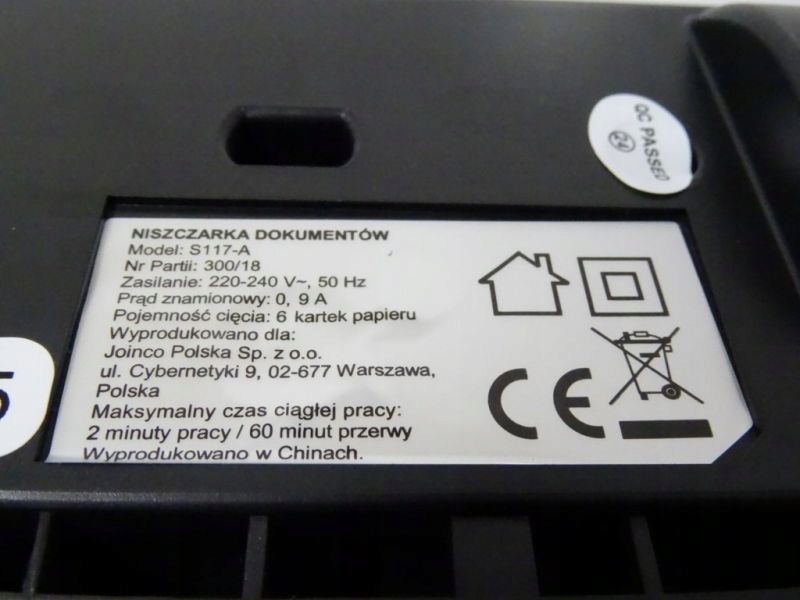 QC PASSED
24
NISZCZARKA DOKUMENTÓW
Model: S117-A
Nr Partii: 300/18
Zasilanie: 220-240 V~, 50 Hz
Prąd znamionowy: 0, 9 A
Pojemność cięcia: 6 kartek papieru
Wyprodukowano dla:
Joinco Polska Sp. z o.o.
ul. Cybernetyki 9, 02-677 Warszawa,
Polska
Maksymalny czas ciągłej pracy:
2 minuty pracy / 60 minut przerwy
Wyprodukowano w Chinach.
CE
5